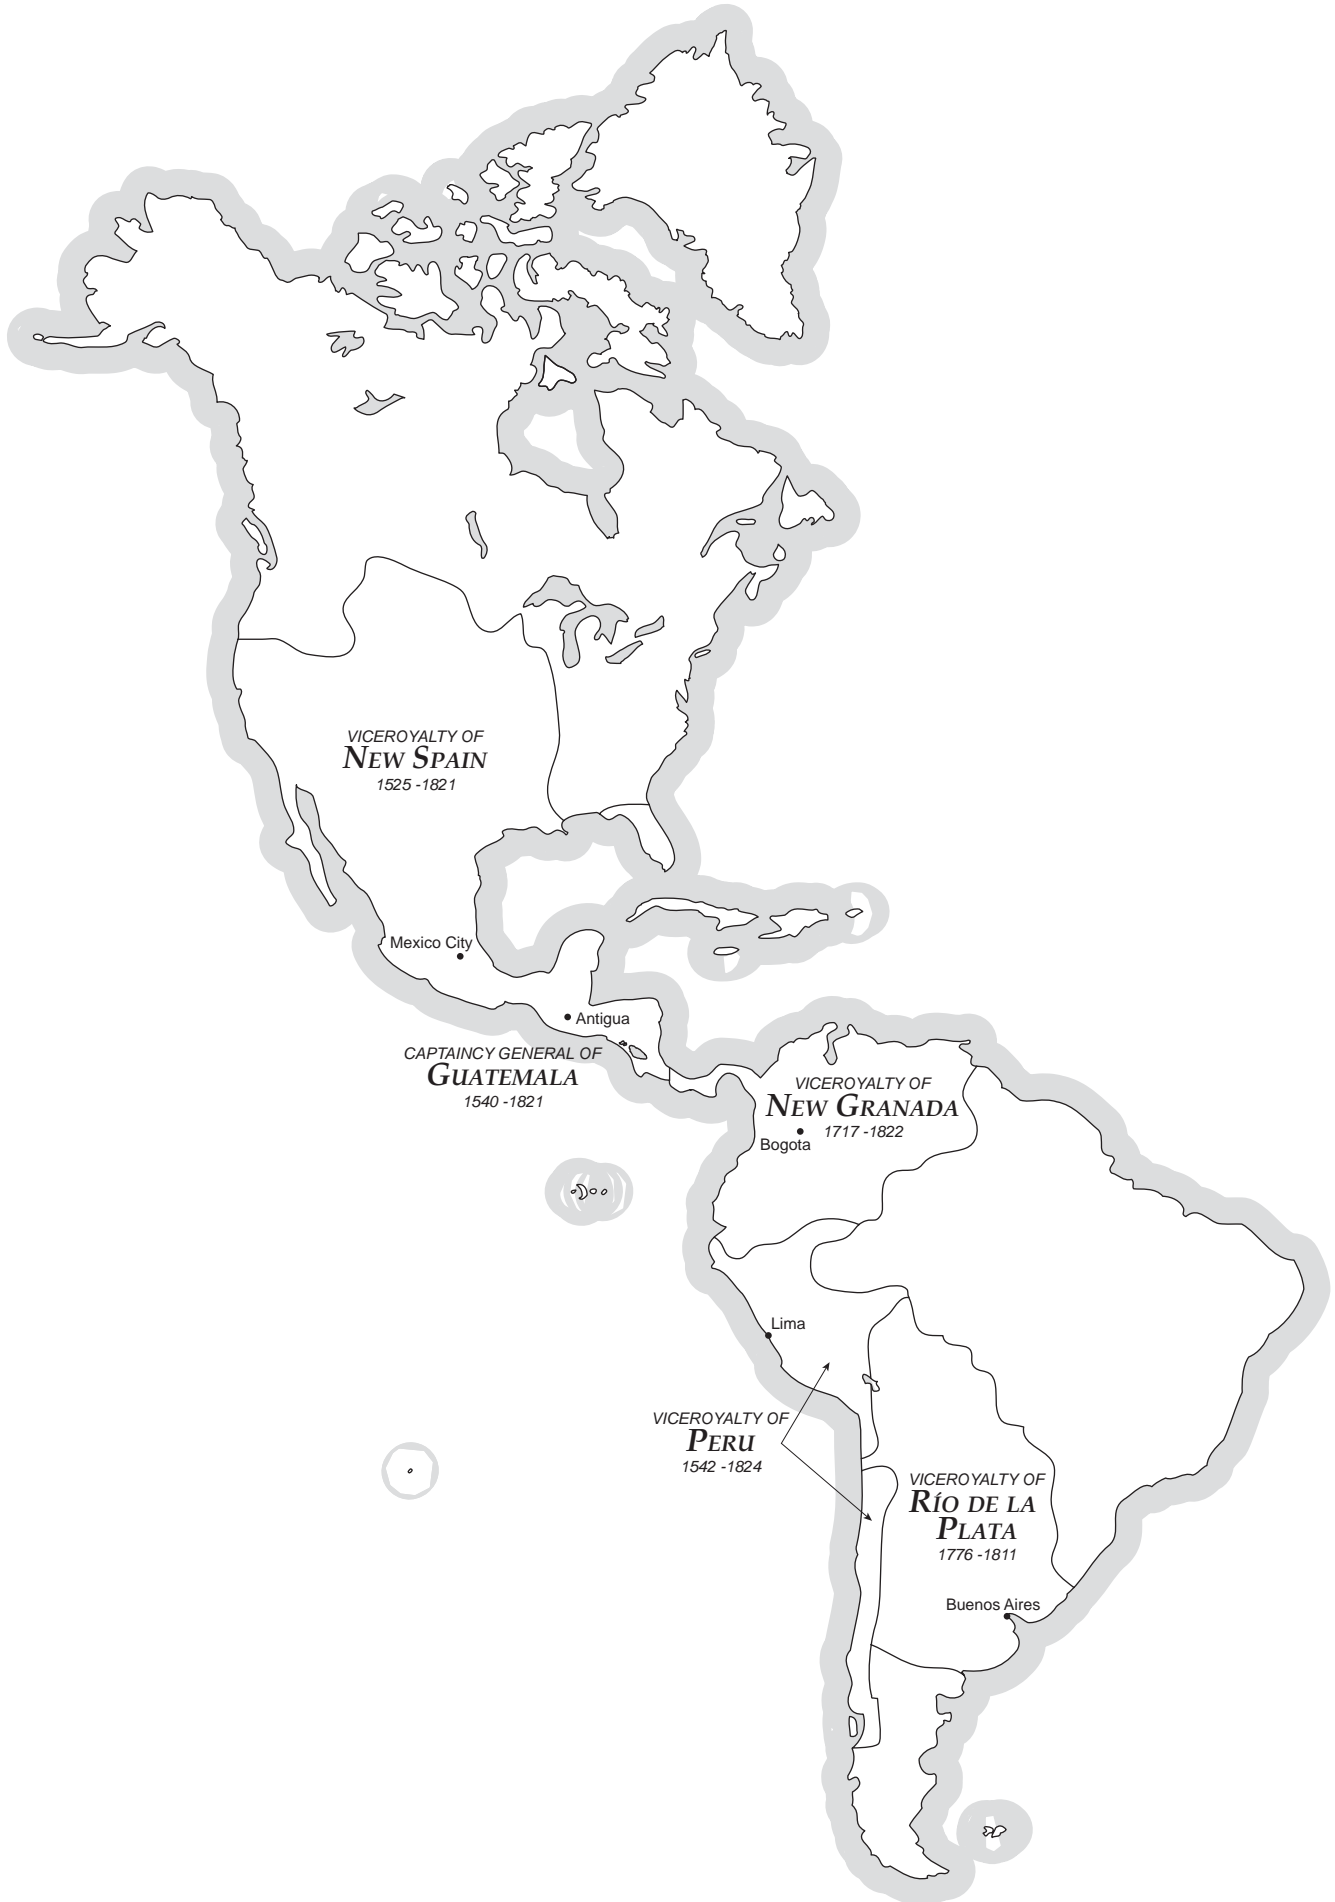 VICEROYALTY OF
NEW SPAIN
1525 -1821
Mexico City
Antigua
CAPTAINCY GENERAL OF
GUATEMALA
1540 -1821
VICEROYALTY OF
NEW GRANADA
1717 -1822
Bogota
Lima
VICEROYALTY OF
PERU
1542 -1824
VICEROYALTY OF
RÍO DE LA
PLATA
1776 -1811
Buenos Aires